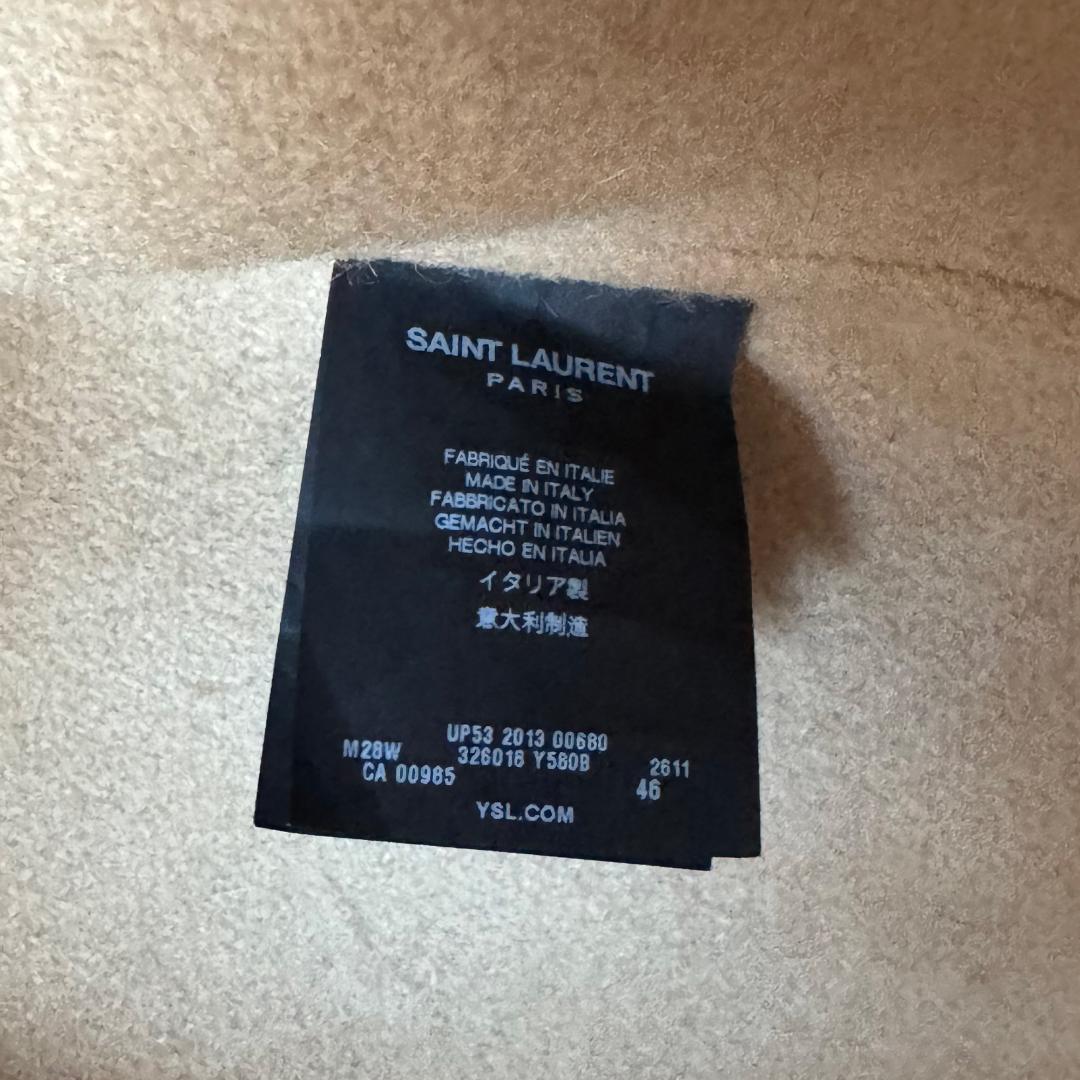 SAINT LAURENT
PARIS
FABRIQUÉ EN ITALIE
MADE IN ITALY
FABBRICATO IN ITALIA
GEMACHT IN ITALIEN
HECHO EN ITALIA
イタリア製
意大利制造
UP53 2013 00680
M28W 326018 Y580B 2611
CA 00985 46
YSL.COM